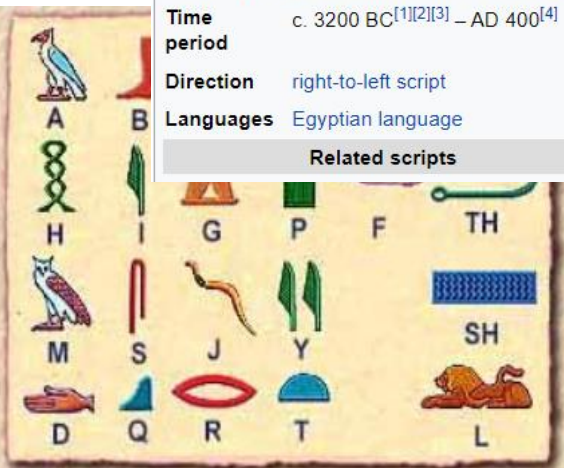 Time period
c. 3200 BC[1][2][3] – AD 400[4]
Direction
right-to-left script
Languages
Egyptian language
Related scripts
A
B
H
I
G
P
F
TH
M
S
J
Y
SH
D
Q
R
T
L